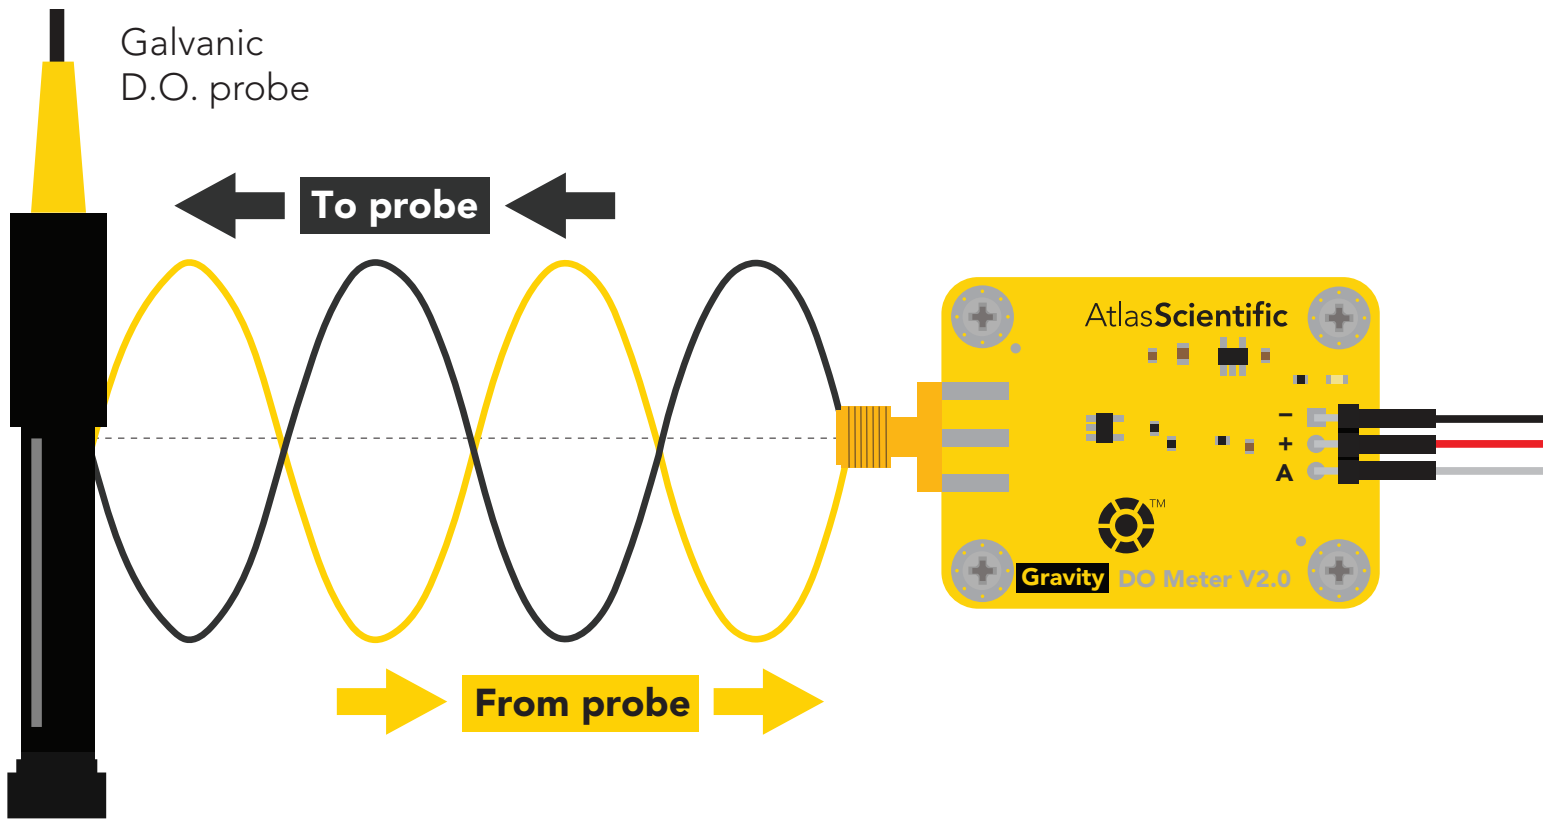 Galvanic
D.O. probe
To probe
AtlasScientific
−
+
A
TM
Gravity DO Meter V2.0
From probe